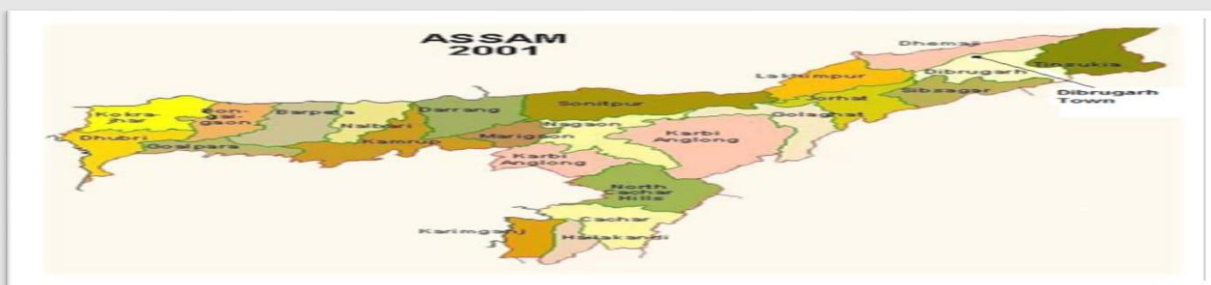 ASSAM
2001
Dhemaji
Tinsukia
Lakhimpur
Dibrugarh
Dibrugarh
Town
Sibsagar
Jorhat
Golaghat
Kokra-
jhar
Bon-
gai-
gaon
Barpeta
Nalbari
Darrang
Sonitpur
Dhubri
Goalpara
Kamrup
Marigaon
Nagaon
Karbi
Anglong
Karbi
Anglong
North
Cachar
Hills
Cachar
Karimganj
Hailakandi